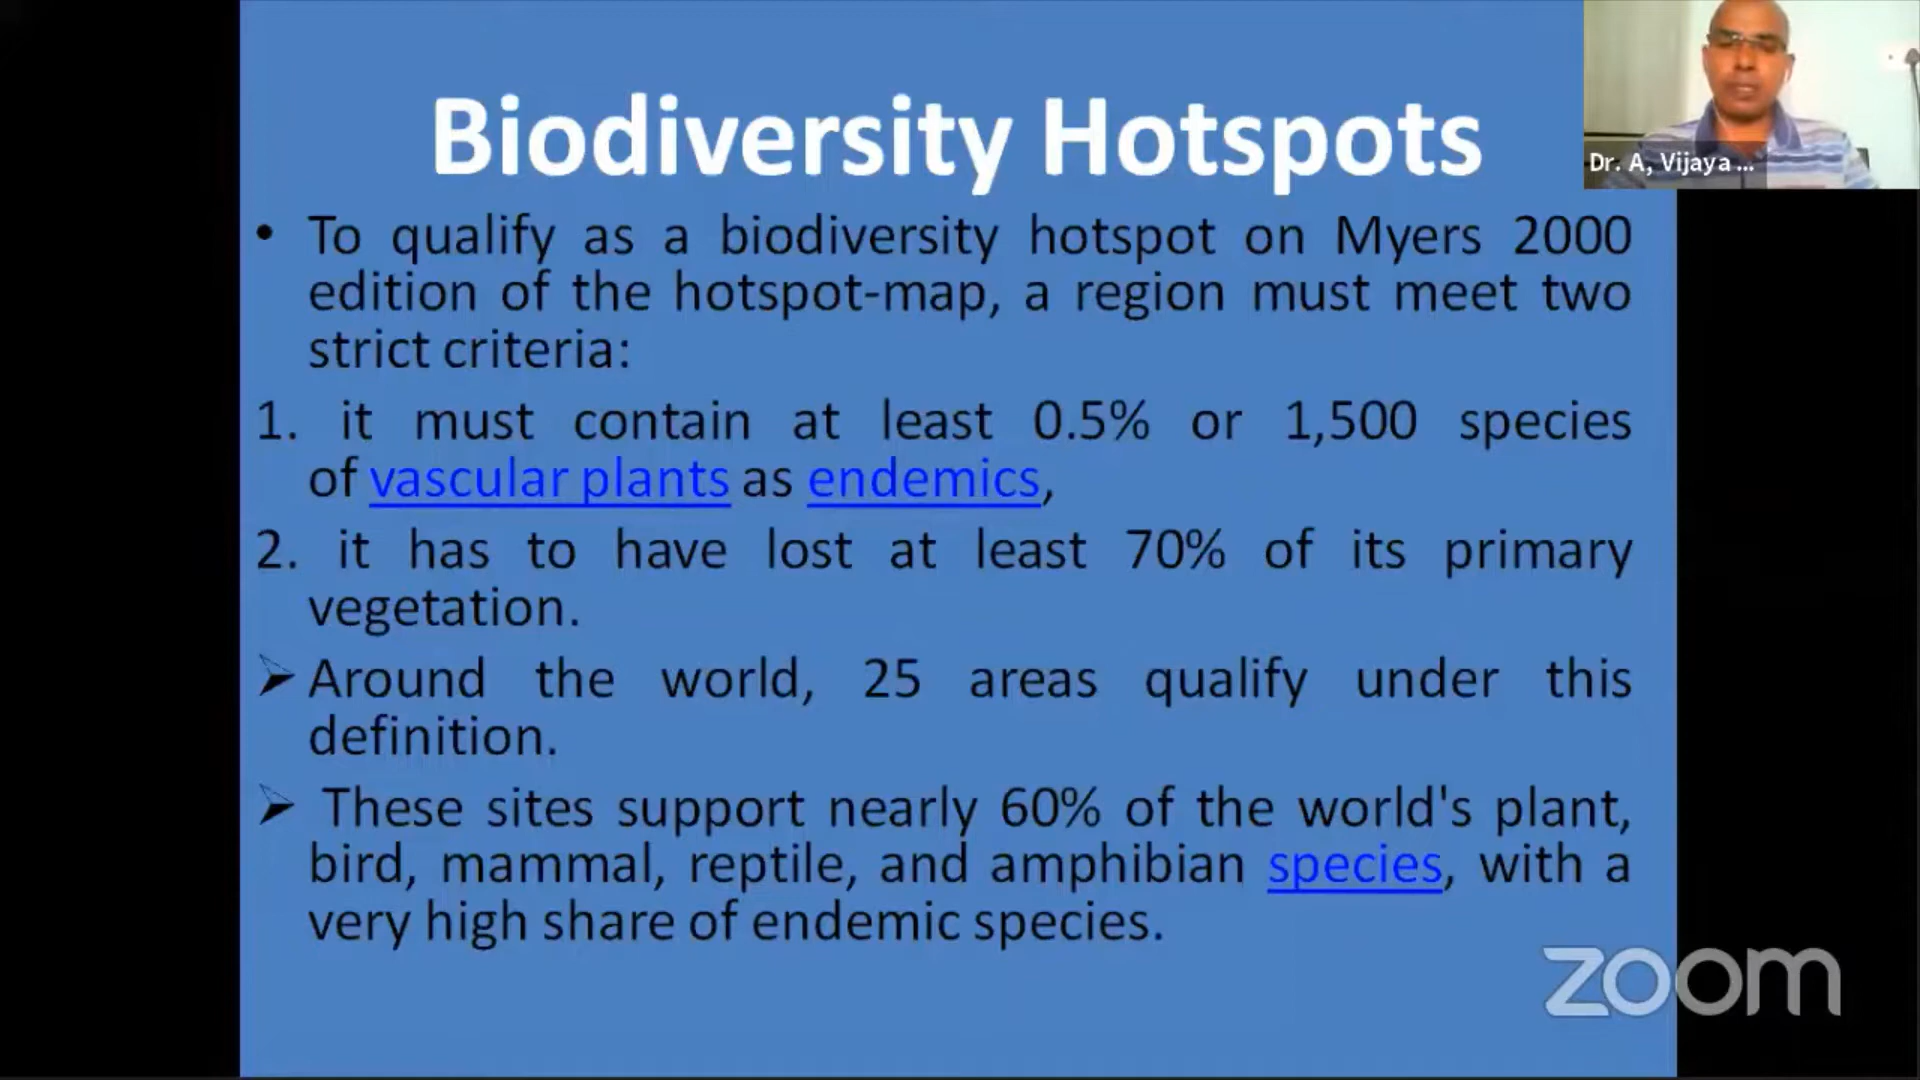 Biodiversity Hotspots
Dr. A, Vijaya ...
• To qualify as a biodiversity hotspot on Myers 2000
edition of the hotspot-map, a region must meet two
strict criteria:
1. it must contain at least 0.5% or 1,500 species
of vascular plants as endemics,
2. it has to have lost at least 70% of its primary
vegetation.
➢ Around the world, 25 areas qualify under this
definition.
➢ These sites support nearly 60% of the world's plant,
bird, mammal, reptile, and amphibian species, with a
very high share of endemic species.
zoom